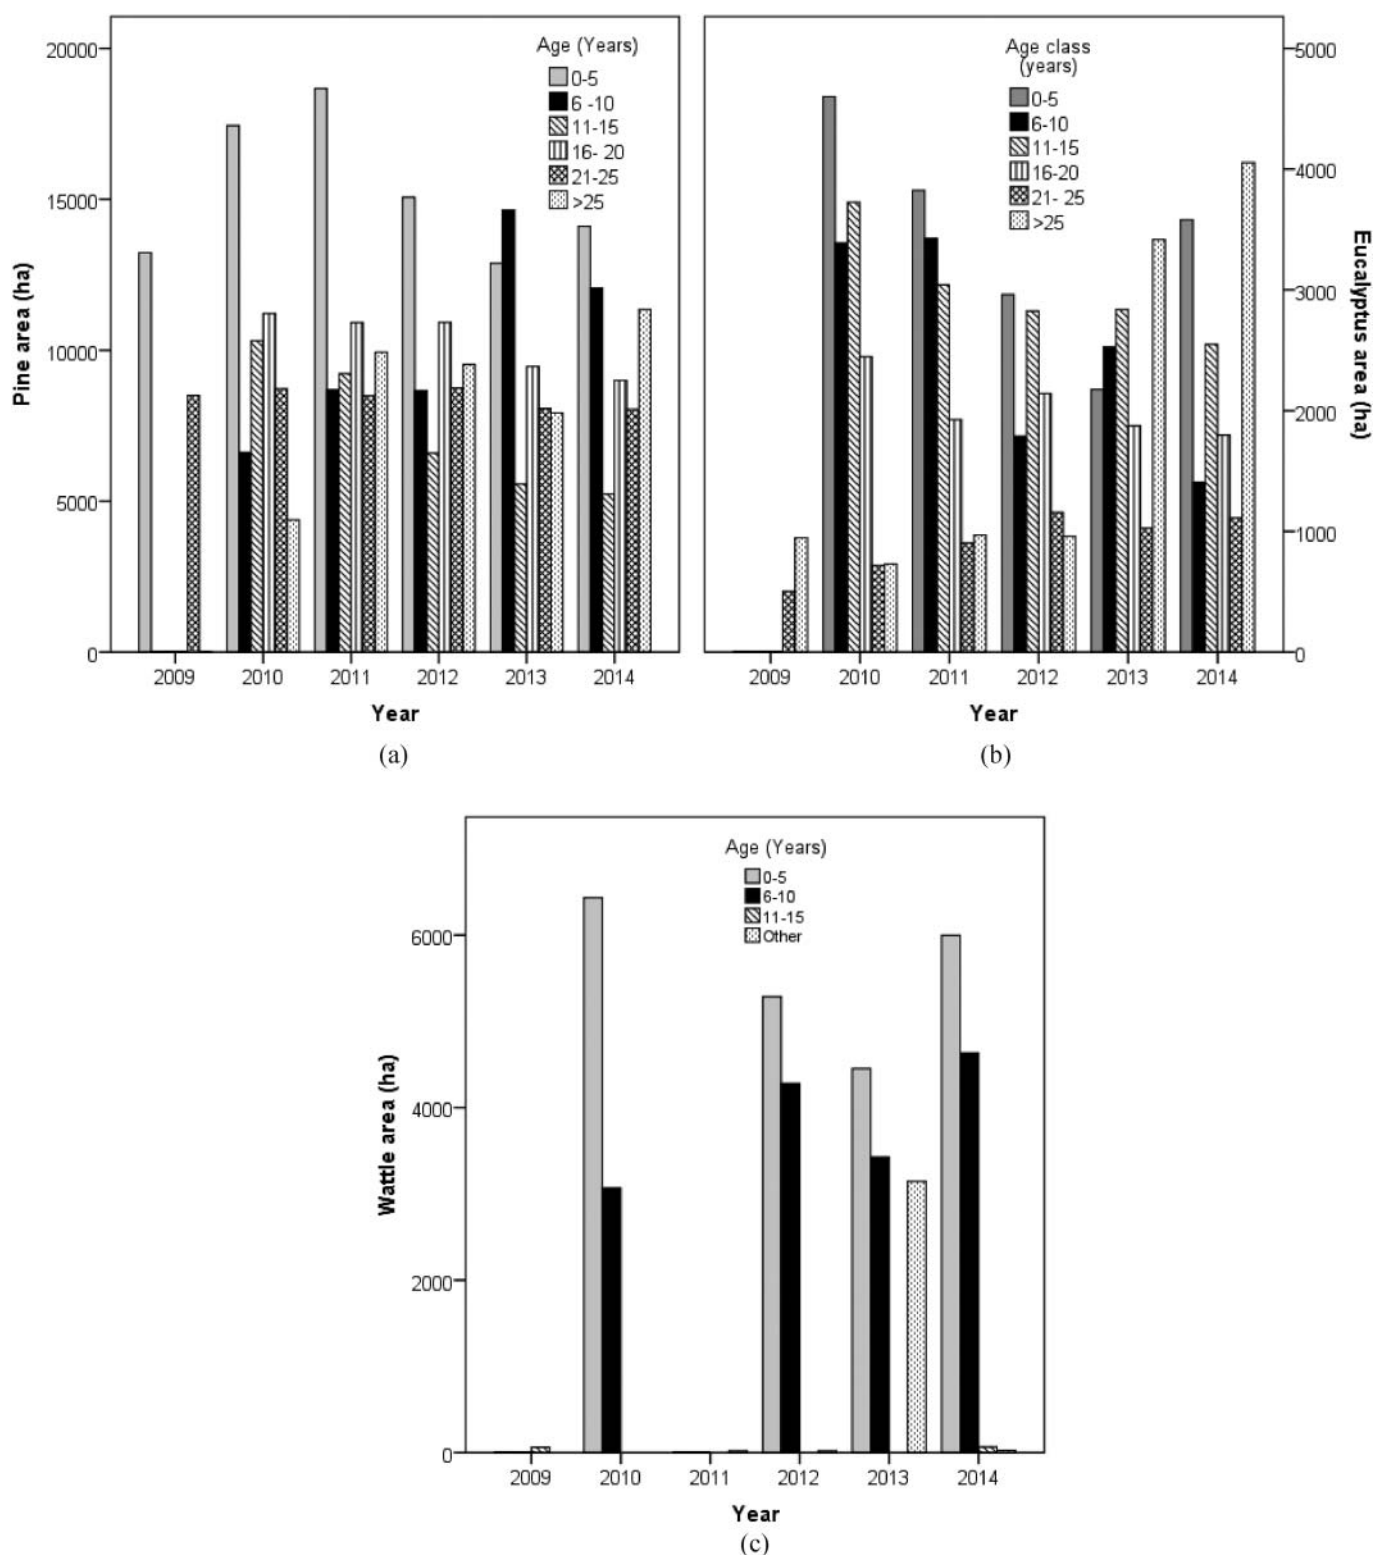 Age (Years)
0-5
6 -10
11-15
16- 20
21-25
>25
20000
15000
10000
5000
0
Pine area (ha)
2009 2010 2011 2012 2013 2014
Year
(a)
Age class
(years)
0-5
6-10
11-15
16-20
21- 25
>25
5000
4000
3000
2000
1000
0
Eucalyptus area (ha)
2009 2010 2011 2012 2013 2014
Year
(b)
Age (Years)
0-5
6-10
11-15
Other
6000
4000
2000
0
Wattle area (ha)
2009 2010 2011 2012 2013 2014
Year
(c)